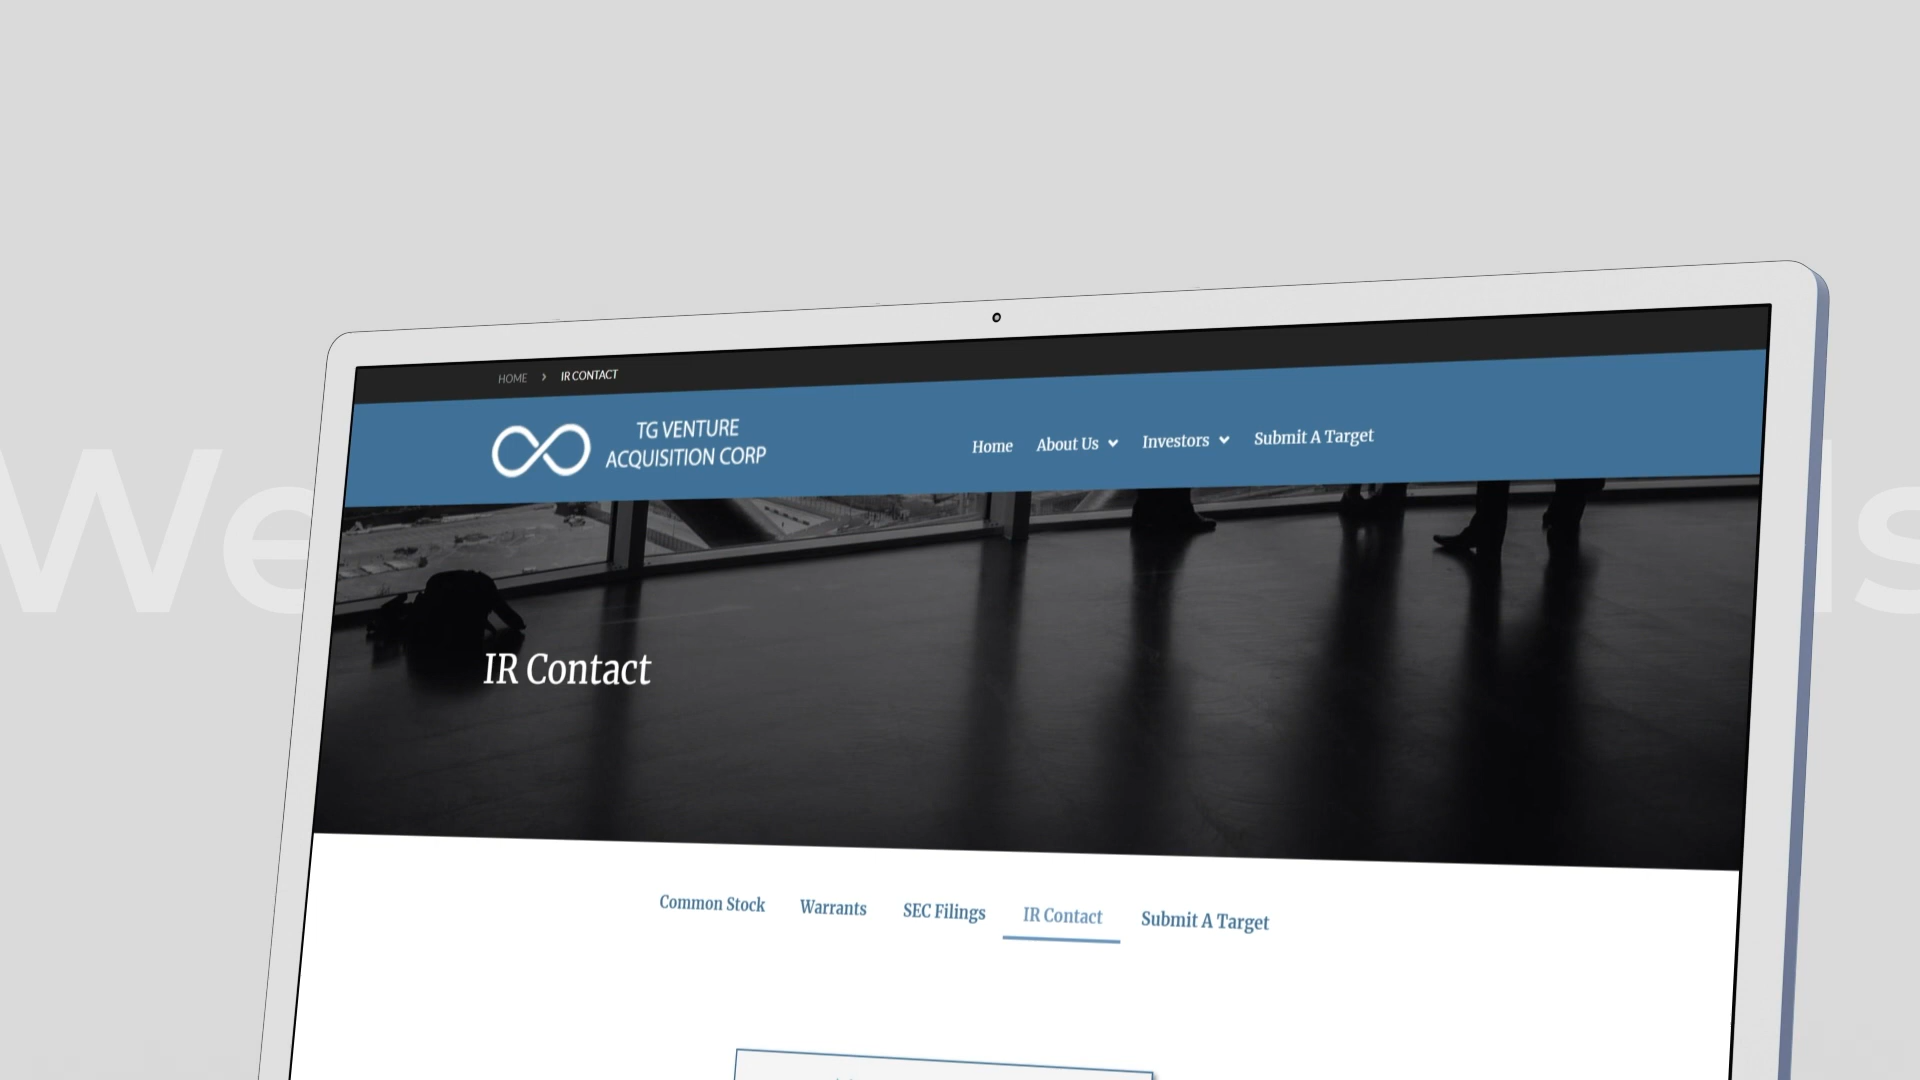 HOME > IR CONTACT
TG VENTURE
ACQUISITION CORP
Home About Us Investors Submit A Target
IR Contact
Common Stock Warrants SEC Filings IR Contact Submit A Target